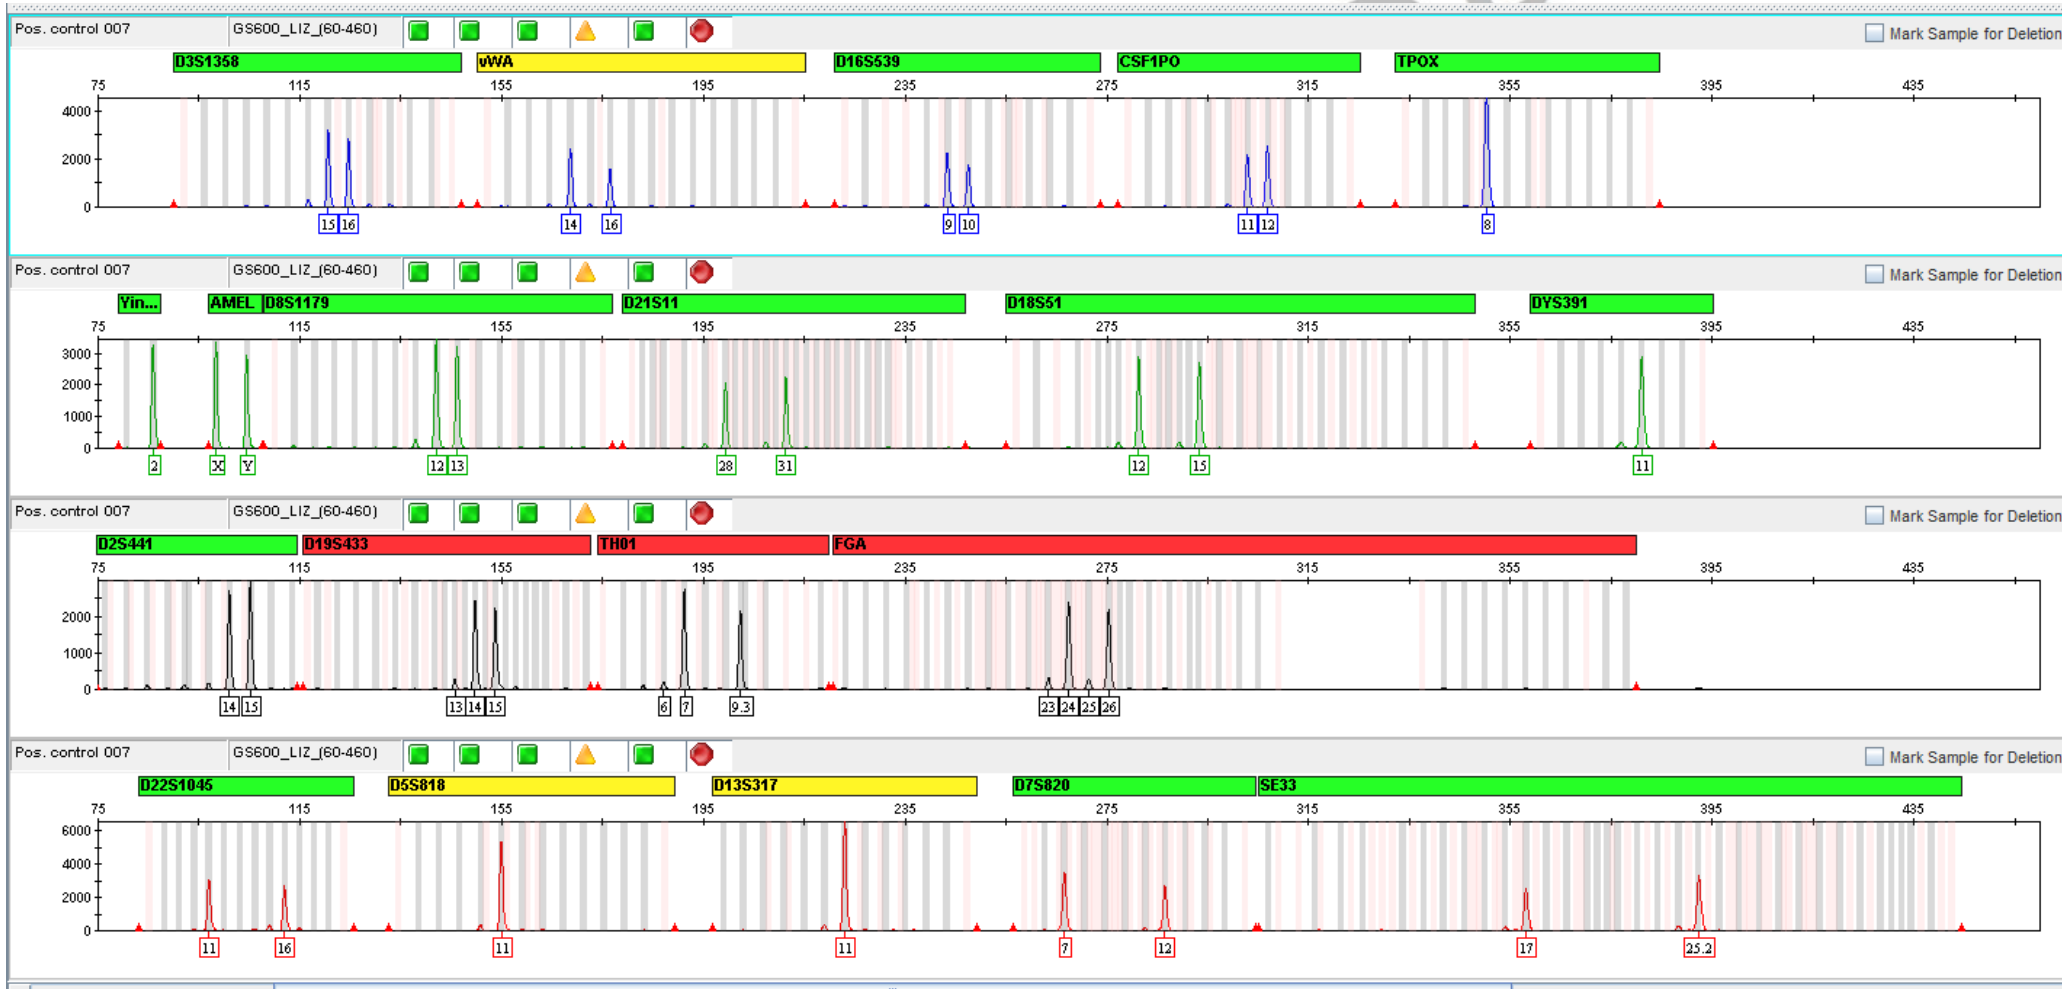 Pos. control 007 GS600_LIZ_(60-460) Mark Sample for Deletion
D3S1358 vWA D16S539 CSF1PO TPOX
75 115 155 195 235 275 315 355 395 435
4000
2000
0
15 16 14 16 9 10 11 12 8
Pos. control 007 GS600_LIZ_(60-460) Mark Sample for Deletion
Yin... AMEL D8S1179 D21S11 D18S51 DYS391
75 115 155 195 235 275 315 355 395 435
3000
2000
1000
0
2 X Y 12 13 28 31 12 15 11
Pos. control 007 GS600_LIZ_(60-460) Mark Sample for Deletion
D2S441 D19S433 TH01 FGA
75 115 155 195 235 275 315 355 395 435
2000
1000
0
14 15 13 14 15 6 7 9.3 23 24 25 26
Pos. control 007 GS600_LIZ_(60-460) Mark Sample for Deletion
D22S1045 D5S818 D13S317 D7S820 SE33
75 115 155 195 235 275 315 355 395 435
6000
4000
2000
0
11 16 11 11 7 12 17 25.2